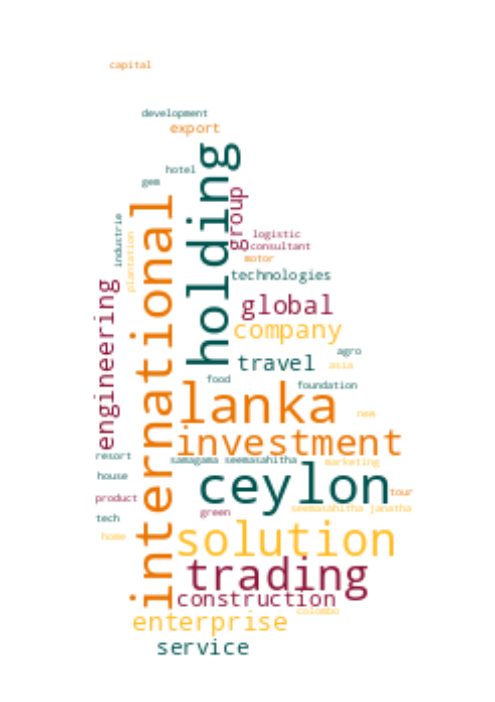 capital
development
export
holding
hotel
gem
group
international
industrie
plantation
logistic
consultant
motor
technologies
engineering
global
company
agro
travel
asia
food
foundation
lanka
new
investment
resort
samagama seemasahitha
marketing
house
ceylon
tour
product
green
seemasahitha janatha
tech
solution
home
trading
construction
colombo
enterprise
service